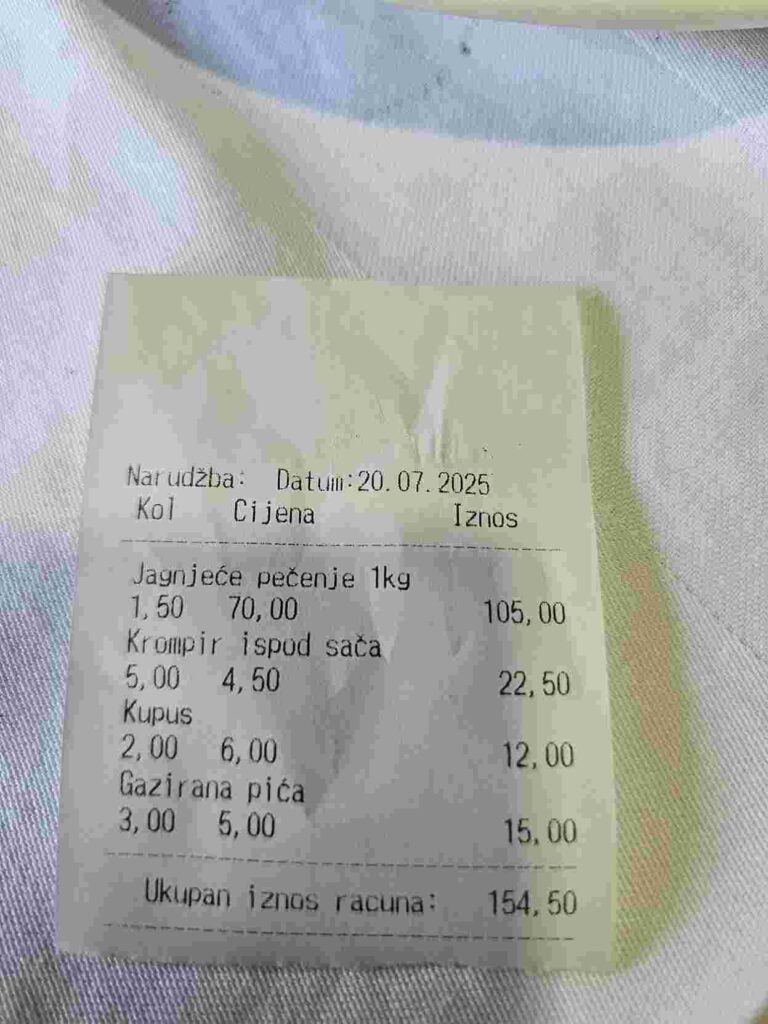 Narudžba: Datum:20.07.2025
Kol Cijena Iznos
Jagnjeće pečenje 1kg
1,50 70,00 105,00
Krompir ispod sača
5,00 4,50 22,50
Kupus
2,00 6,00 12,00
Gazirana pića
3,00 5,00 15,00
Ukupan iznos racuna: 154,50